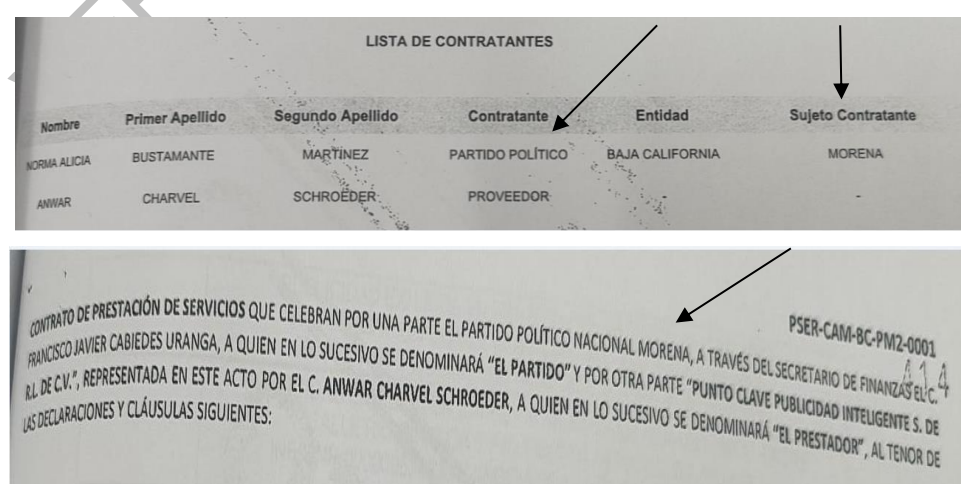 LISTA DE CONTRATANTES
Nombre Primer Apellido Segundo Apellido Contratante Entidad Sujeto Contratante
NORMA ALICIA BUSTAMANTE MARTINEZ PARTIDO POLÍTICO BAJA CALIFORNIA MORENA
ANWAR CHARVEL SCHROEDER PROVEEDOR - -
PSER-CAM-BC-PM2-0001
414
CONTRATO DE PRESTACIÓN DE SERVICIOS QUE CELEBRAN POR UNA PARTE EL PARTIDO POLÍTICO NACIONAL MORENA, A TRAVÉS DEL SECRETARIO DE FINANZAS EL C.
FRANCISCO JAVIER CABIEDES URANGA, A QUIEN EN LO SUCESIVO SE DENOMINARÁ “EL PARTIDO” Y POR OTRA PARTE “PUNTO CLAVE PUBLICIDAD INTELIGENTE S. DE
R.L. DE C.V.”, REPRESENTADA EN ESTE ACTO POR EL C. ANWAR CHARVEL SCHROEDER, A QUIEN EN LO SUCESIVO SE DENOMINARÁ “EL PRESTADOR”, AL TENOR DE
LAS DECLARACIONES Y CLÁUSULAS SIGUIENTES: